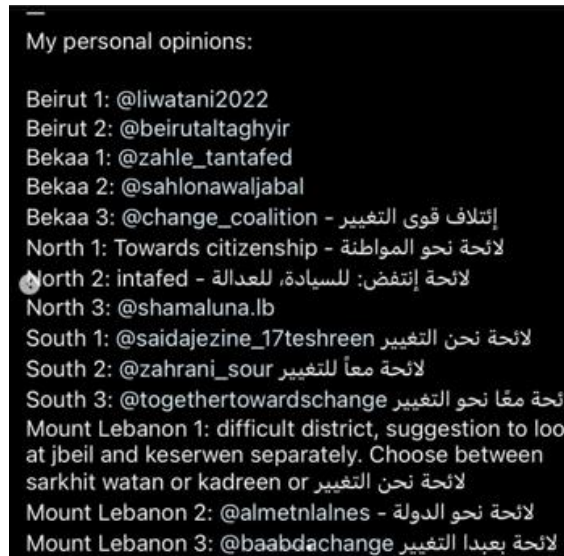 My personal opinions:
Beirut 1: @liwatani2022
Beirut 2: @beirutaltaghyir
Bekaa 1: @zahle_tantafed
Bekaa 2: @sahlonawaljabal
Bekaa 3: @change_coalition - إئتلاف قوى التغيير
North 1: Towards citizenship - لائحة نحو المواطنة
North 2: intafed - لائحة إنتفض: للسيادة، للعدالة
North 3: @shamaluna.lb
South 1: @saidajezine_17teshreen لائحة نحن التغيير
South 2: @zahrani_sour لائحة معاً للتغيير
South 3: @togethertowardschange معًا نحو التغيير
Mount Lebanon 1: difficult district, suggestion to
at jbeil and keserwen separately. Choose between
sarkhit watan or kadreen or لائحة نحن التغيير
Mount Lebanon 2: @almetnlalnes - لائحة نحو الدولة
Mount Lebanon 3: @baabdachange لائحة بعبدا التغيير